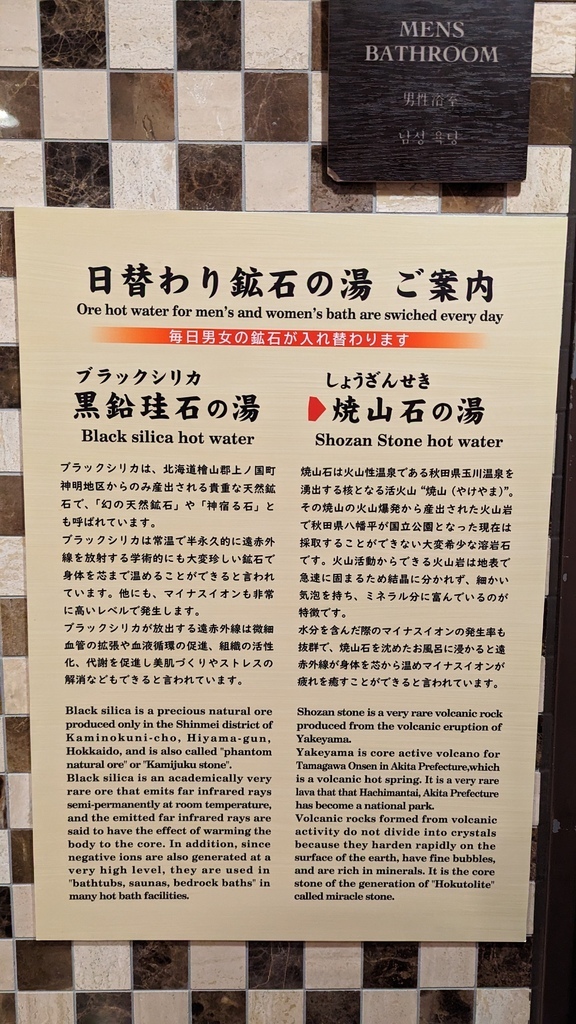 MENS
BATHROOM
男性浴室
남성 욕탕
日替わり鉱石の湯 ご案内
Ore hot water for men's and women's bath are swiched every day
毎日男女の鉱石が入れ替わります
ブラックシリカ
黒鉛珪石の湯
Black silica hot water
ブラックシリカは、北海道檜山郡上ノ国町
神明地区からのみ産出される貴重な天然鉱
石で、「幻の天然鉱石」や「神宿る石」と
も呼ばれています。
ブラックシリカは常温で半永久的に遠赤外
線を放射する学術的にも大変珍しい鉱石で
身体を芯まで温めることができると言われ
ています。他にも、マイナスイオンも非常
に高いレベルで発生します。
ブラックシリカが放出する遠赤外線は微細
血管の拡張や血液循環の促進、組織の活性
化、代謝を促進し美肌づくりやストレスの
解消などもできると言われています。
Black silica is a precious natural ore
produced only in the Shinmei district of
Kaminokuni-cho, Hiyama-gun,
Hokkaido, and is also called "phantom
natural ore" or "Kamijuku stone".
Black silica is an academically very
rare ore that emits far infrared rays
semi-permanently at room temperature,
and the emitted far infrared rays are
said to have the effect of warming the
body to the core. In addition, since
negative ions are also generated at a
very high level, they are used in
"bathtubs, saunas, bedrock baths" in
many hot bath facilities.
しょうざんせき
焼山石の湯
Shozan Stone hot water
焼山石は火山性温泉である秋田県玉川温泉を
湧出する核となる活火山“焼山（やけやま）”。
その焼山の火山爆発から産出された火山岩
で秋田県八幡平が国立公園となった現在は
採取することができない大変希少な溶岩石
です。火山活動からできる火山岩は地表で
急速に固まるため結晶に分かれず、細かい
気泡を持ち、ミネラル分に富んでいるのが
特徴です。
水分を含んだ際のマイナスイオンの発生率も
抜群で、焼山石を沈めたお風呂に浸かると遠
赤外線が身体を芯から温めマイナスイオンが
疲れを癒すことができると言われています。
Shozan stone is a very rare volcanic rock
produced from the volcanic eruption of
Yakeyama.
Yakeyama is core active volcano for
Tamagawa Onsen in Akita Prefecture,which
is a volcanic hot spring. It is a very rare
lava that that Hachimantai, Akita Prefecture
has become a national park.
Volcanic rocks formed from volcanic
activity do not divide into crystals
because they harden rapidly on the
surface of the earth, have fine bubbles,
and are rich in minerals. It is the core
stone of the generation of "Hokutolite"
called miracle stone.